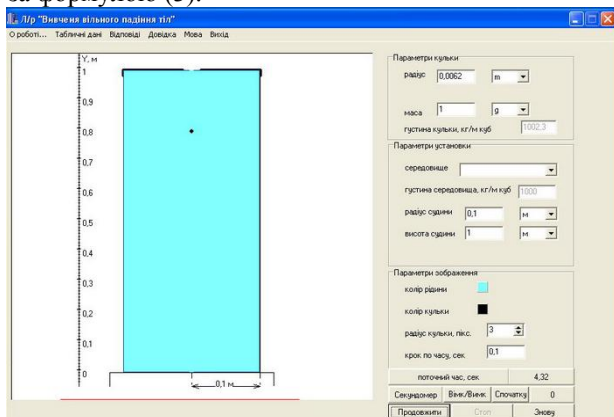 за формулою (3).
Л/р "Вивченя вільного падіння тіл"
О роботі... Табличні дані Відповіді Довідка Мова Вихід
Y, м
1
0,9
0,8
0,7
0,6
0,5
0,4
0,3
0,2
0,1
0
0,1 м
Параметри кульки
радіус 0,0062 m
маса 1 g
густина кульки, кг/м куб 1002,3
Параметри установки
середовище
густина середовища, кг/м куб 1000
радіус судини 0,1 м
висота судини 1 м
Параметри зображення
колір рідини
колір кульки
радіус кульки, пікс. 3
крок по часу, сек. 0,1
поточний час, сек 4,32
Секундомер Вімк/Вимк Спочатку 0
Продовжити Стоп Знову